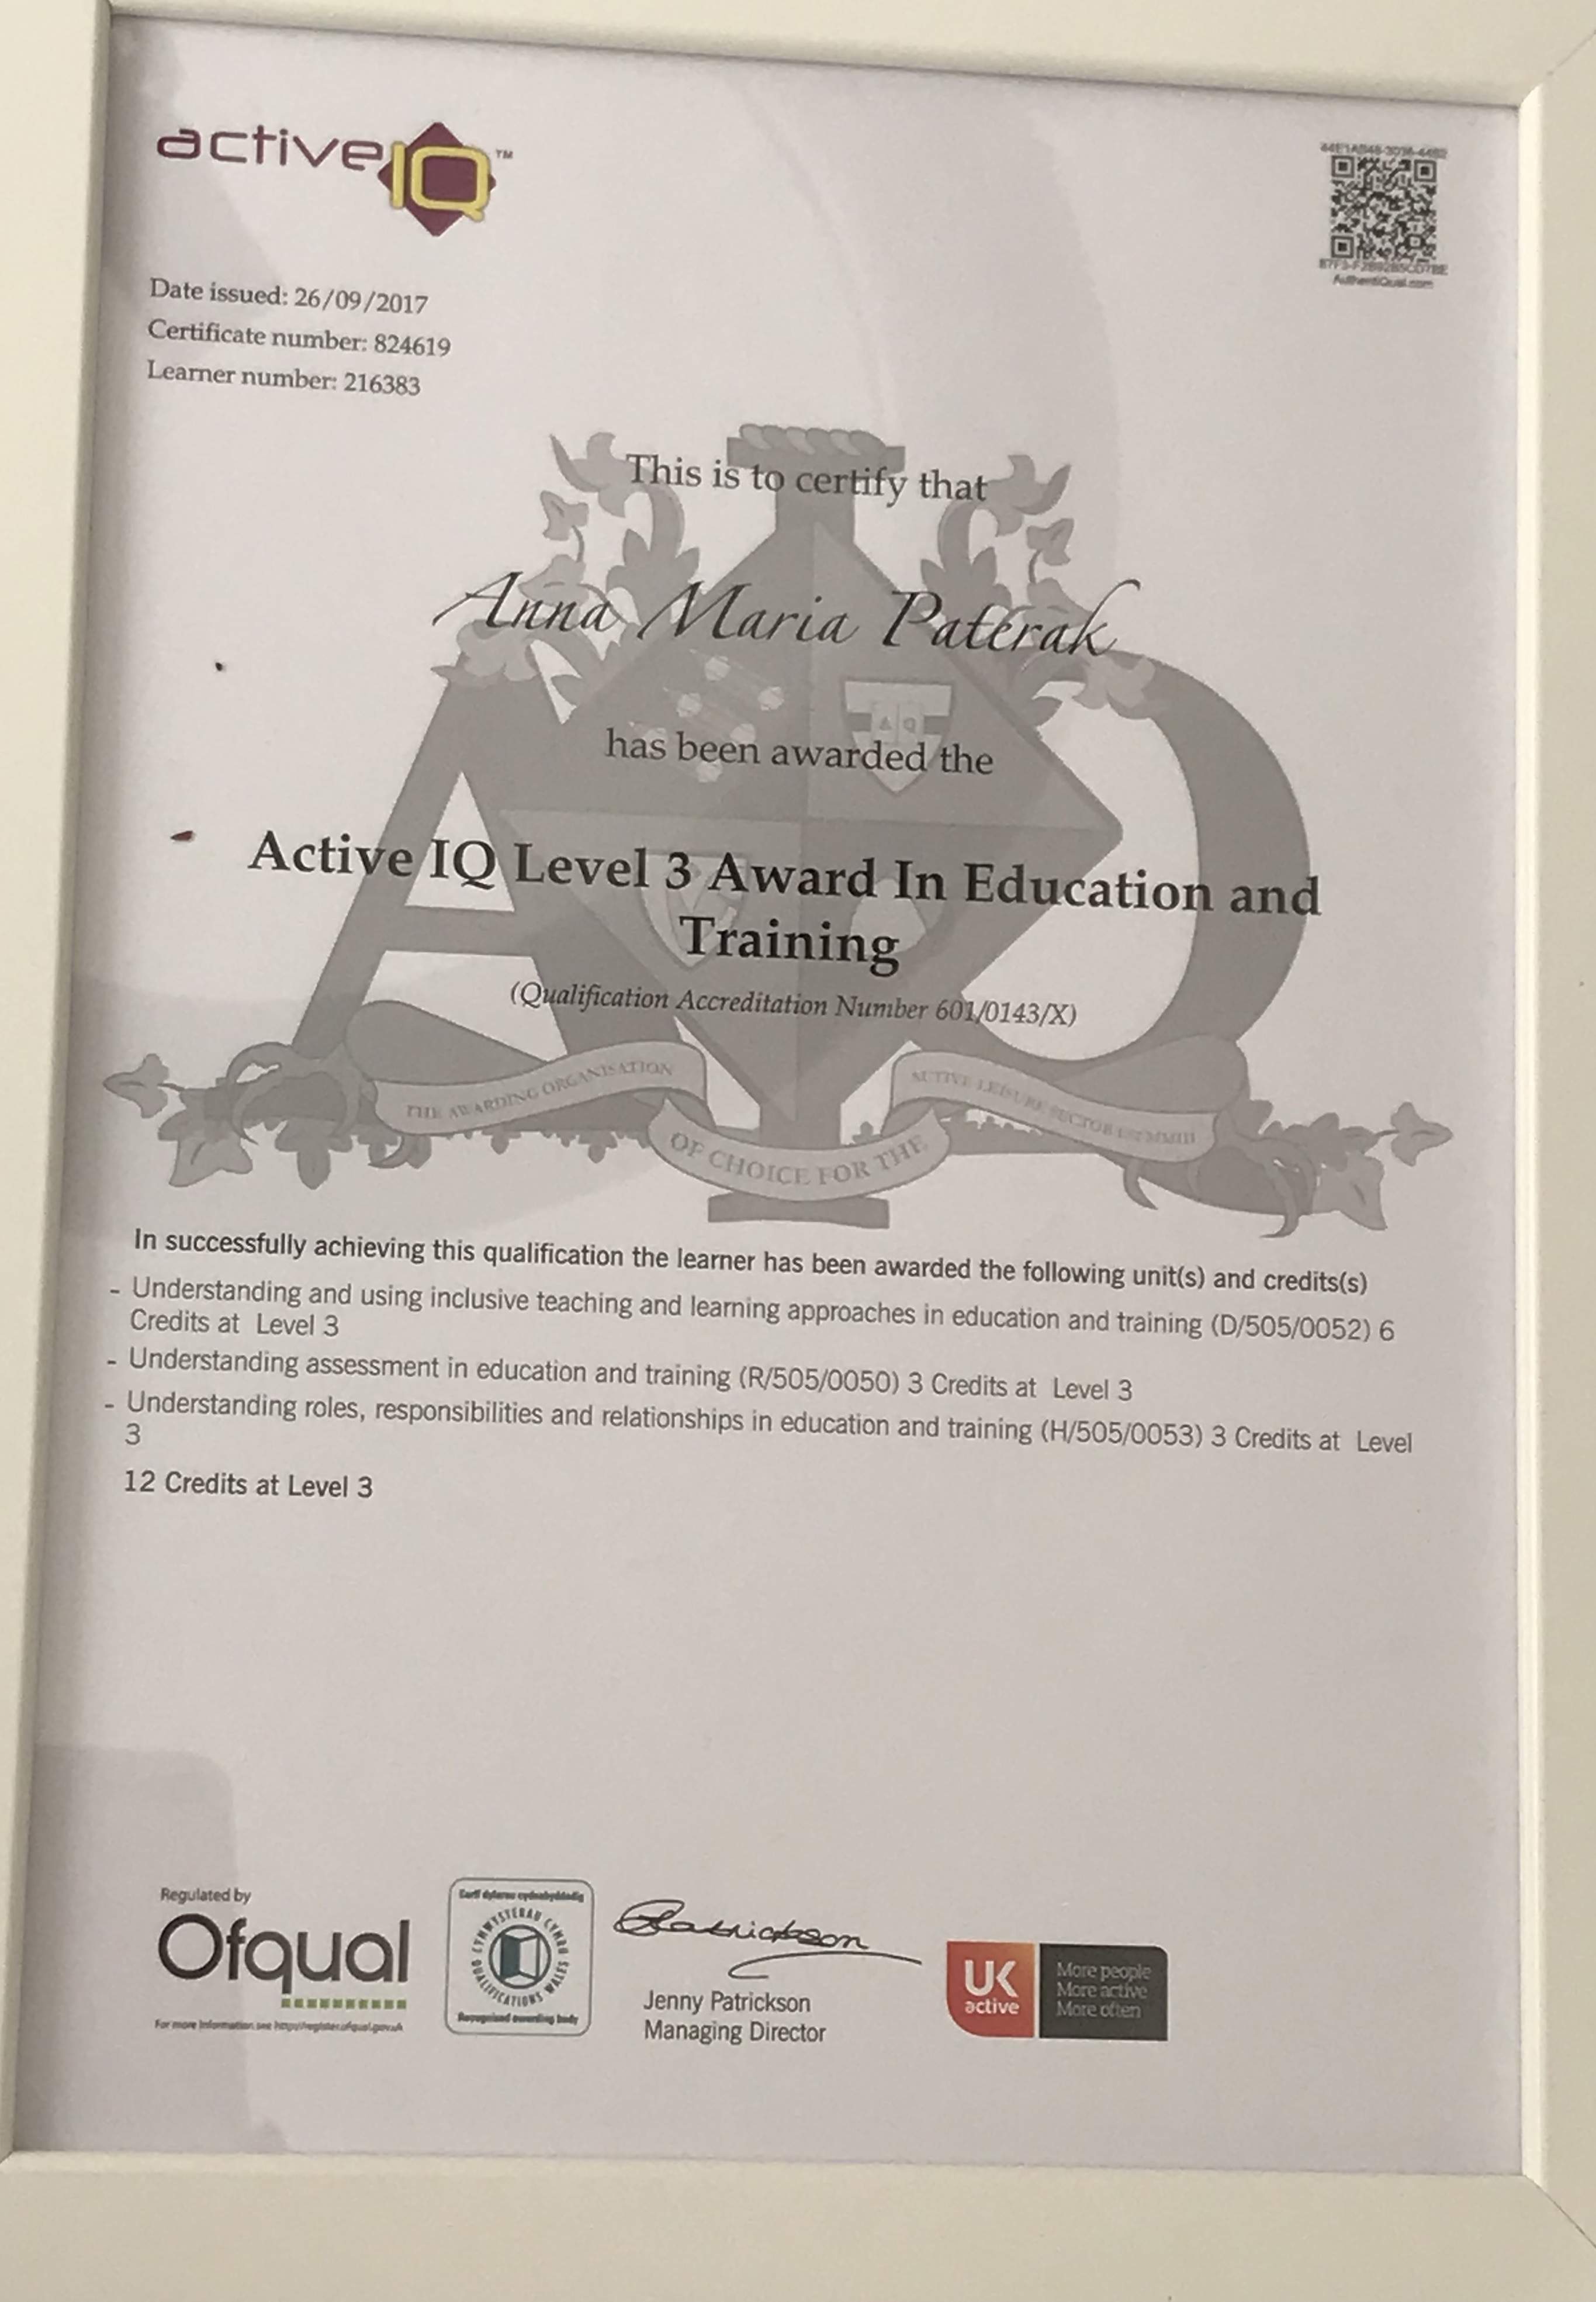 activeIQ™
Date issued: 26/09/2017
Certificate number: 824619
Learner number: 216383
AuthentiQual.com
This is to certify that
Anna Maria Paterak
has been awarded the
Active IQ Level 3 Award In Education and
Training
(Qualification Accreditation Number 601/0143/X)
THE AWARDING ORGANISATION
OF CHOICE FOR THE
ACTIVE LEISURE SECTOR
In successfully achieving this qualification the learner has been awarded the following unit(s) and credits(s)
- Understanding and using inclusive teaching and learning approaches in education and training (D/505/0052) 6
Credits at Level 3
- Understanding assessment in education and training (R/505/0050) 3 Credits at Level 3
- Understanding roles, responsibilities and relationships in education and training (H/505/0053) 3 Credits at Level
3
12 Credits at Level 3
Regulated by
Ofqual
For more information see http://register.ofqual.gov.uk
Corff dyfarnu cydnabyddedig
CYMWYSTERAU CYMRU
QUALIFICATIONS WALES
Recognised awarding body
Patrickson
Jenny Patrickson
Managing Director
UK
active
More people
More active
More often